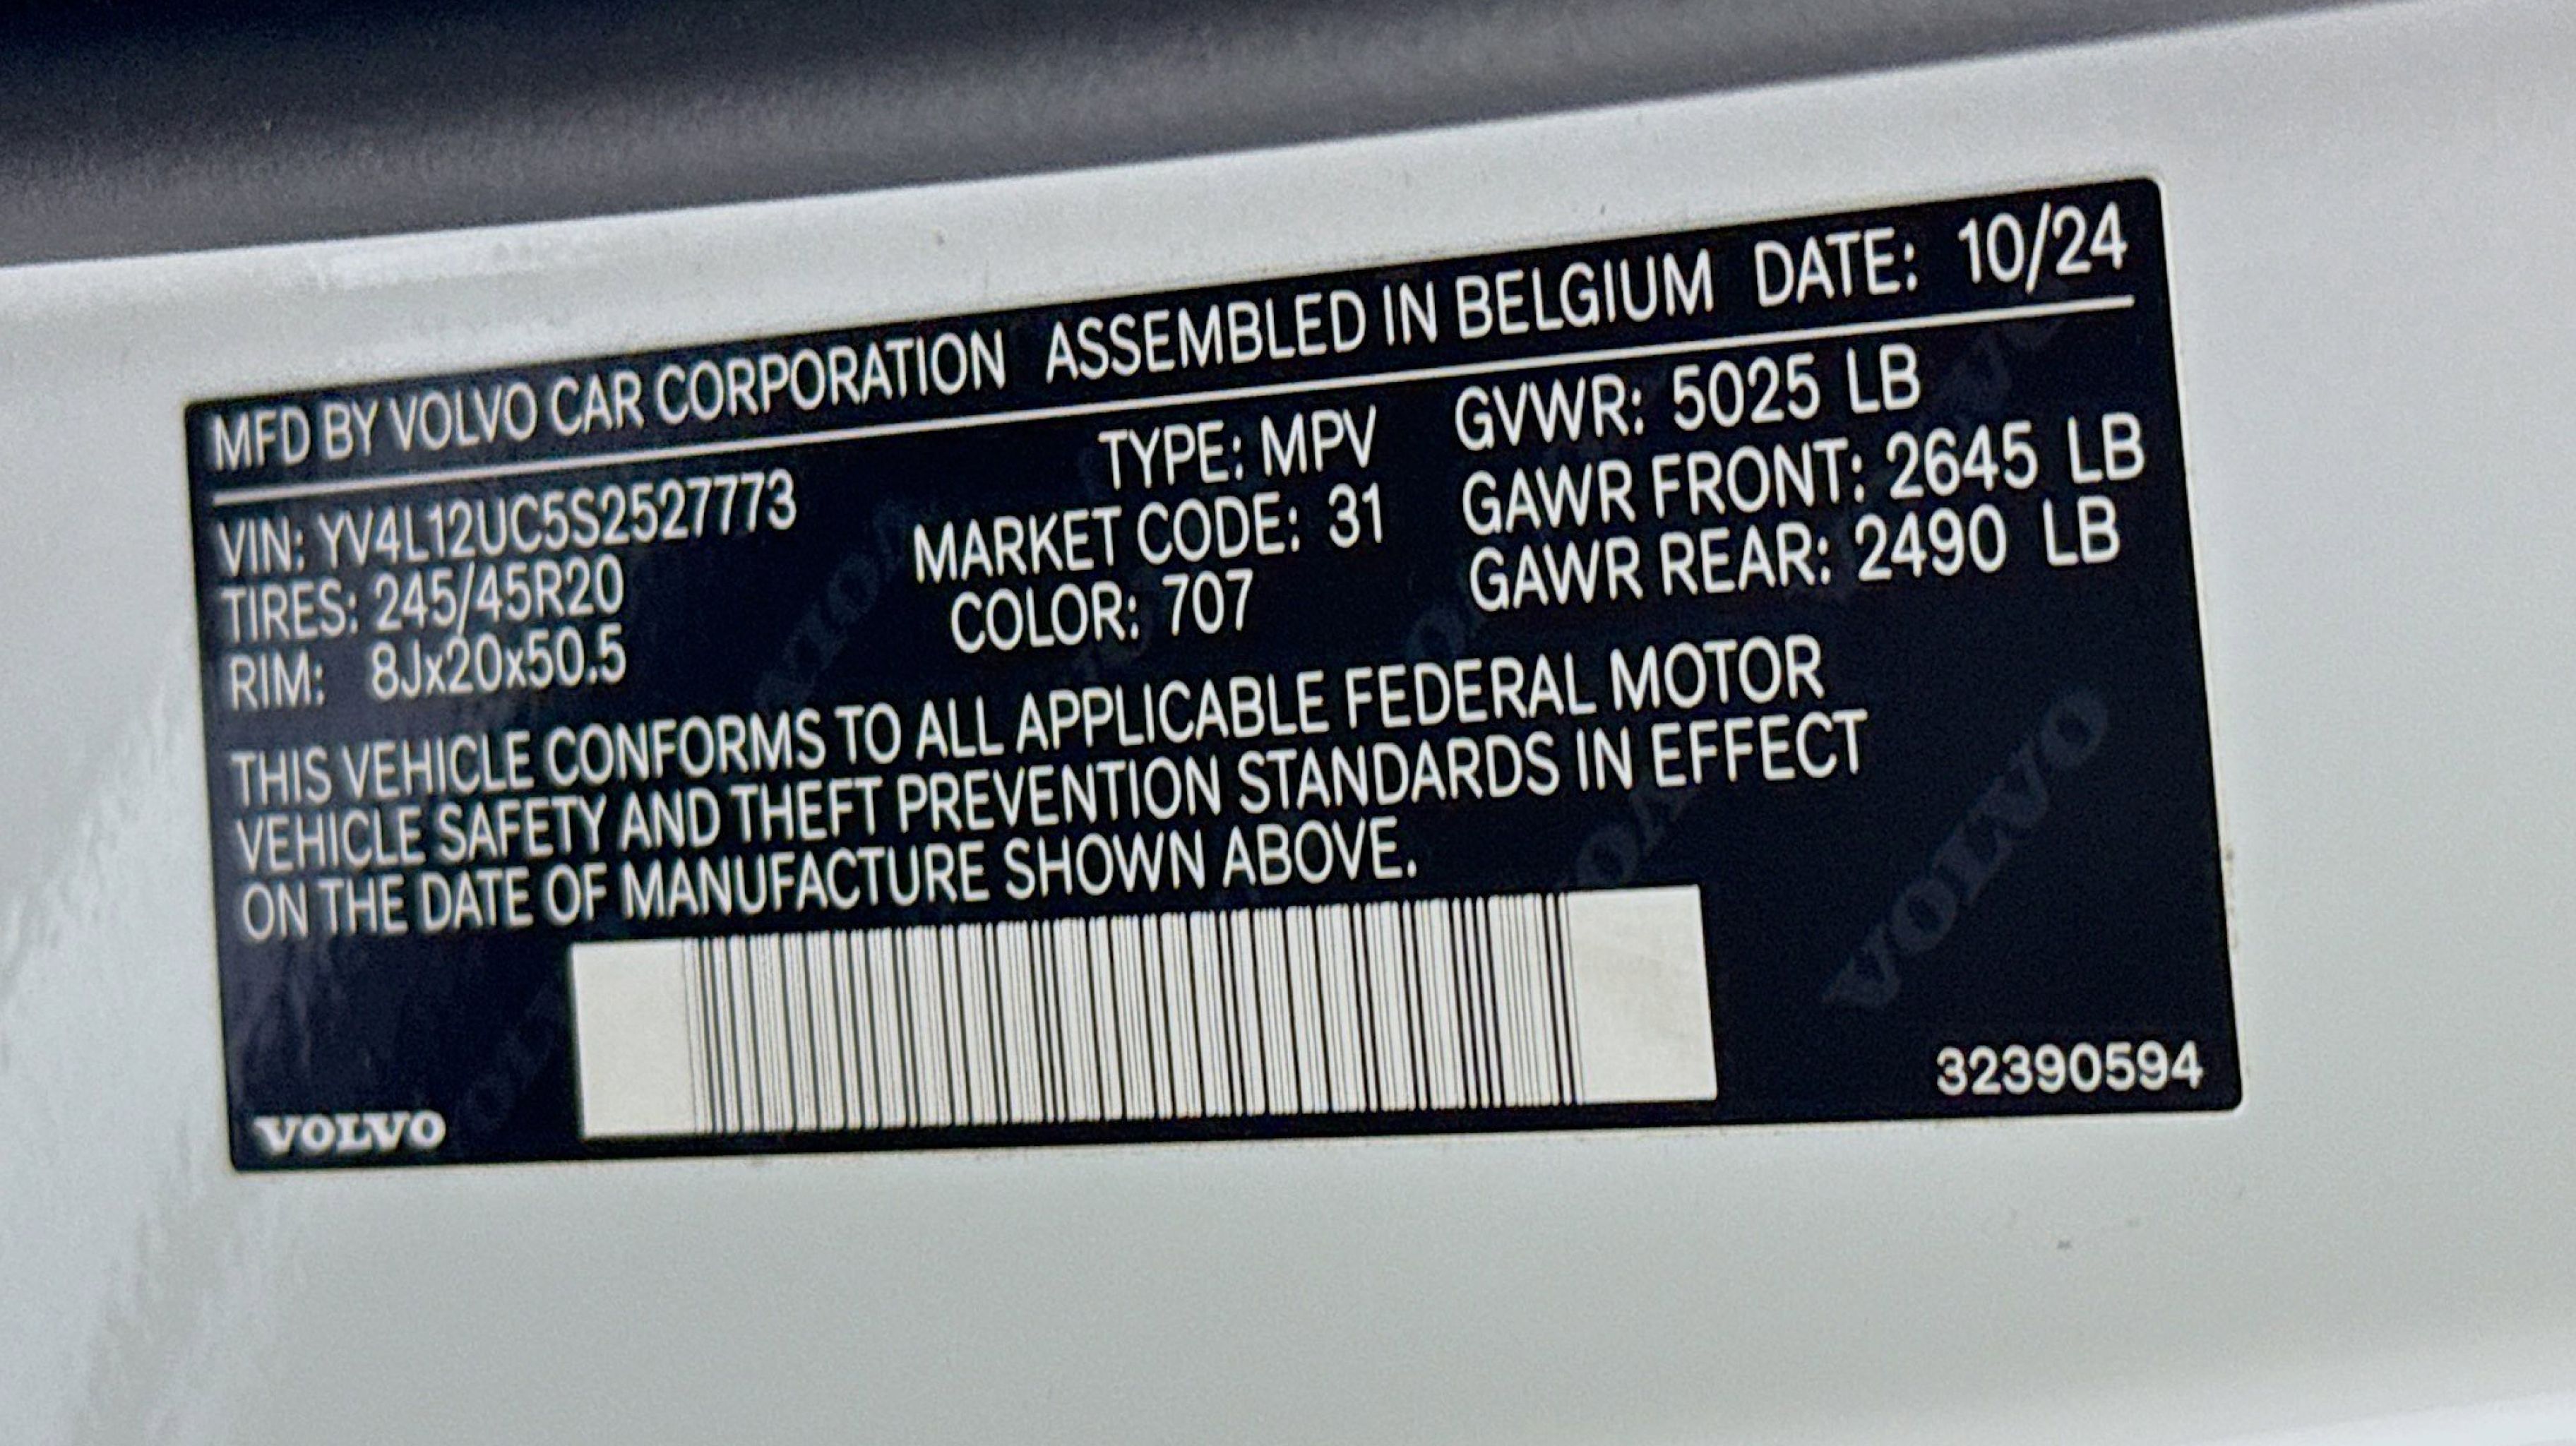 MFD BY VOLVO CAR CORPORATION ASSEMBLED IN BELGIUM DATE: 10/24
VIN: YV4L12UC5S2527773
TIRES: 245/45R20
RIM: 8Jx20x50.5
TYPE: MPV
MARKET CODE: 31
COLOR: 707
GVWR: 5025 LB
GAWR FRONT: 2645 LB
GAWR REAR: 2490 LB
THIS VEHICLE CONFORMS TO ALL APPLICABLE FEDERAL MOTOR
VEHICLE SAFETY AND THEFT PREVENTION STANDARDS IN EFFECT
ON THE DATE OF MANUFACTURE SHOWN ABOVE.
VOLVO
VOLVO
32390594